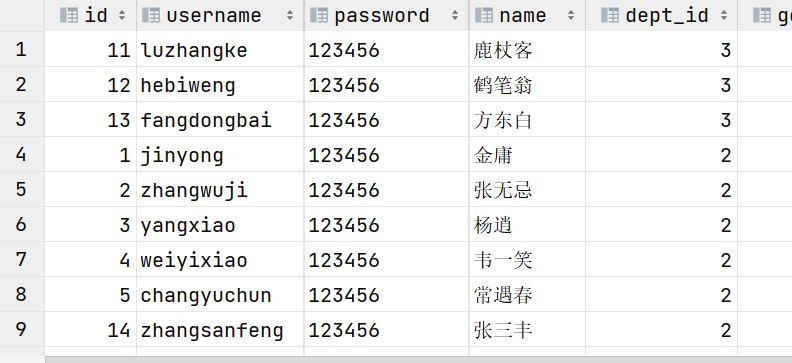 id username password name dept_id
1 11 luzhangke 123456 鹿杖客 3
2 12 hebiweng 123456 鹤笔翁 3
3 13 fangdongbai 123456 方东白 3
4 1 jinyong 123456 金庸 2
5 2 zhangwuji 123456 张无忌 2
6 3 yangxiao 123456 杨逍 2
7 4 weiyixiao 123456 韦一笑 2
8 5 changyuchun 123456 常遇春 2
9 14 zhangsanfeng 123456 张三丰 2